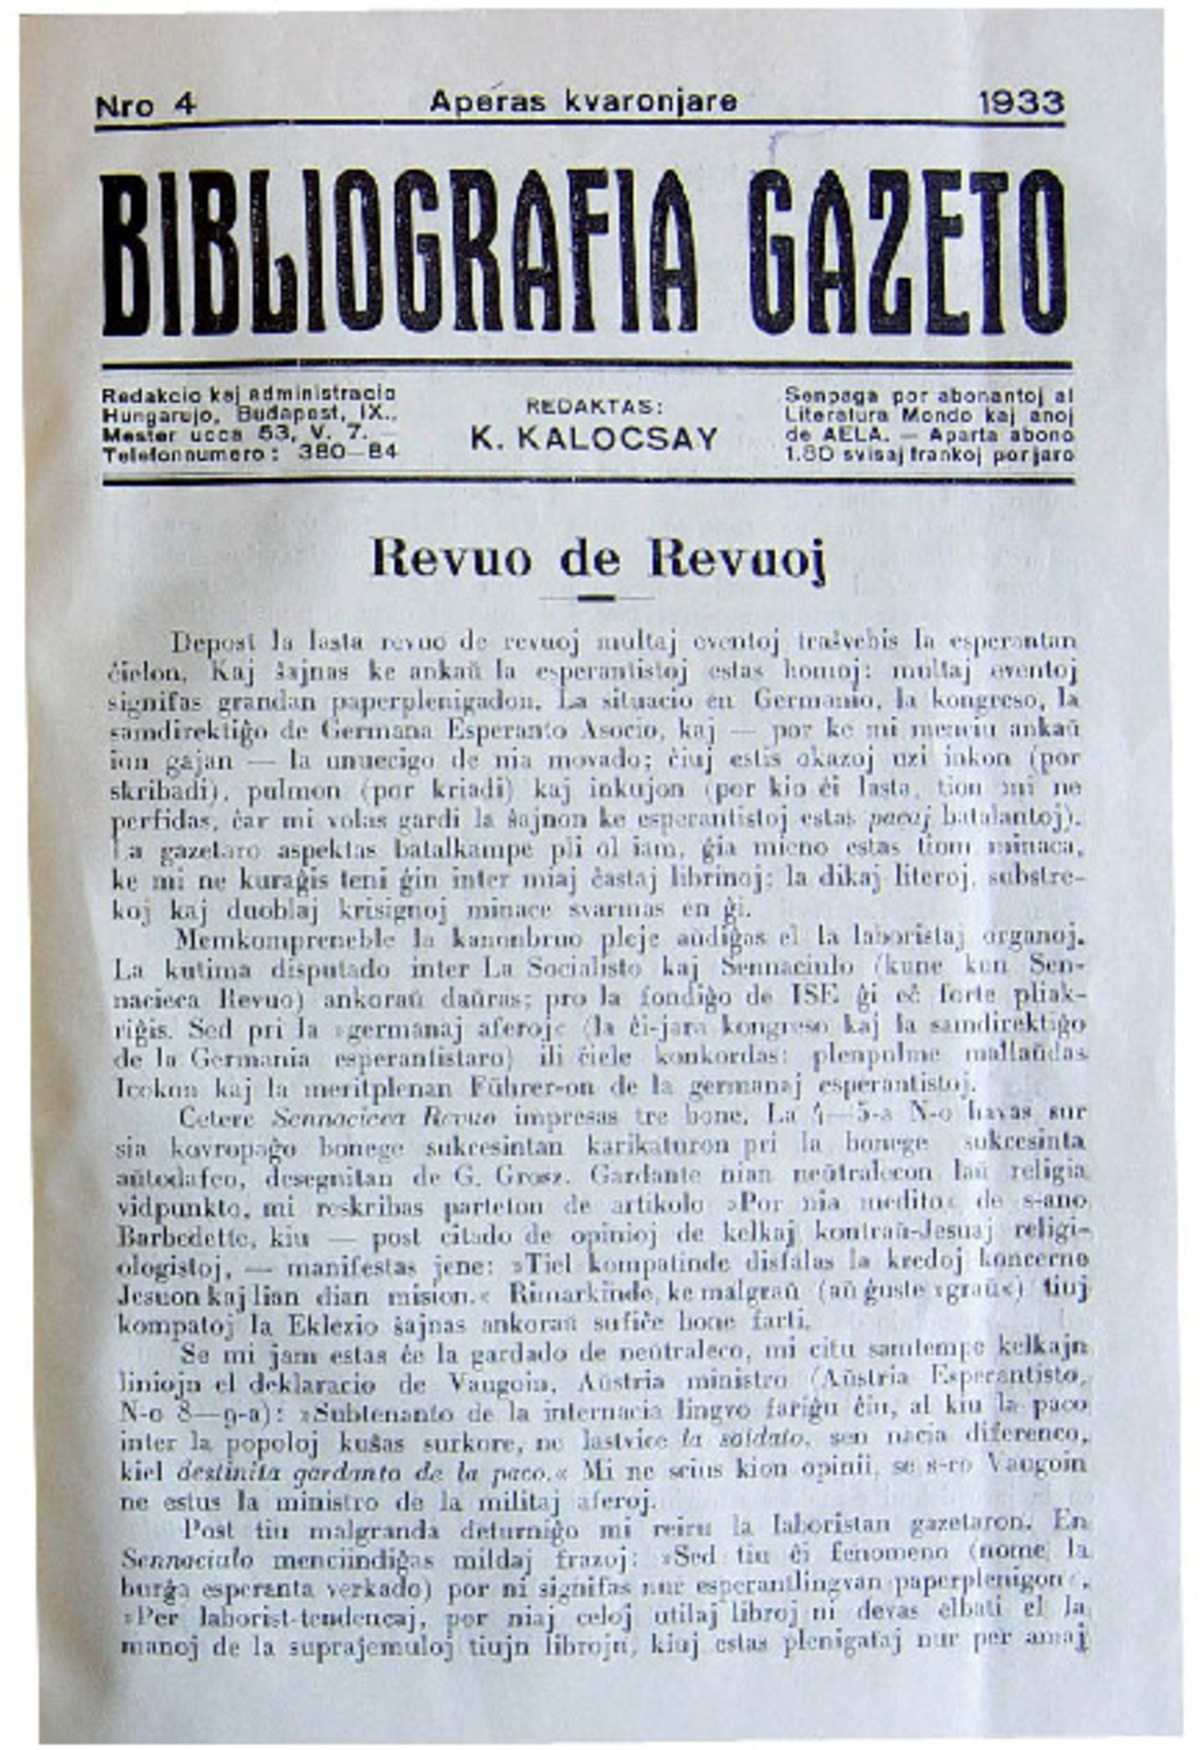 Nro 4 Aperas kvaronjare 1933
BIBLIOGRAFIA GAZETO
Redakcio kaj administracio
Hungarujo, Budapest, IX.,
Mester ucca 53, V. 7. —
Telefonnumero: 380—84
REDAKTAS:
K. KALOCSAY
Senpaga por abonantoj al
Literatura Mondo kaj anoj
de AELA. — Aparta abono
1.80 svisaj frankoj por jaro
Revuo de Revuoj
Depost la lasta revuo de revuoj multaj eventoj traŝvebis la esperantan
ĉielon. Kaj ŝajnas ke ankaŭ la esperantistoj estas homoj: multaj eventoj
signifas grandan paperplenigadon. La situacio en Germanio, la kongreso, la
samdirektiĝo de Germana Esperanto Asocio, kaj — por ke mi menciu ankaŭ
ion gajan — la unuecigo de nia movado; ĉiuj estis okazoj uzi inkon (por
skribadi), pulmon (por kriadi) kaj inkujon (por kio ĉi lasta, tion mi ne
perfidas, ĉar mi volas gardi la ŝajnon ke esperantistoj estas pacaj batalantoj).
La gazetaro aspektas batalkampe pli ol iam, ĝia mieno estas tiom minaca,
ke mi ne kuraĝis teni ĝin inter miaj ĉastaj librinoj; la dikaj literoj, substre-
koj kaj duoblaj krisignoj minace svarmas en ĝi.
Memkompreneble la kanonbruo pleje aŭdiĝas el la laboristaj organoj.
La kutima disputado inter La Socialisto kaj Sennaciulo (kune kun Sen-
nacieca Revuo) ankoraŭ daŭras; pro la fondiĝo de ISE ĝi eĉ forte pliak-
riĝis. Sed pri la »germanaj aferoj« (la ĉi-jara kongreso kaj la samdirektiĝo
de la Germania esperantistaro) ili ĉiele konkordas: plenpulme mallaŭdas
Icekon kaj la meritplenan Führer-on de la germanaj esperantistoj.
Cetere Sennacieca Revuo impresas tre bone. La 4—5-a N-o havas sur
sia kovropaĝo bonege sukcesintan karikaturon pri la bonege sukcesinta
aŭtodafeo, desegnitan de G. Grosz. Gardante nian neŭtralecon laŭ religia
vidpunkto, mi reskribas parteton de artikolo »Por nia medito« de s-ano
Barbedette, kiu — post citado de opinioj de kelkaj kontraŭ-Jesuaj religi-
ologistoj, — manifestas jene: »Tiel kompatinde disfalas la kredoj koncerne
Jesuon kaj lian dian mision.« Rimarkinde, ke malgraŭ (aŭ ĝuste »graŭ«) tiuj
kompatoj la Eklezio ŝajnas ankoraŭ sufiĉe bone farti.
Se mi jam estas ĉe la gardado de neŭtraleco, mi citu samtempe kelkajn
liniojn el deklaracio de Vaugoin, Aŭstria ministro (Aŭstria Esperantisto,
N-o 8—9-a): »Subtenanto de la internacia lingvo fariĝu ĉiu, al kiu la paco
inter la popoloj kuŝas surkore, ne lastvice la soldato, sen nacia diferenco,
kiel destinita gardanto de la paco.« Mi ne scius kion opinii, se s-ro Vaugoin
ne estus la ministro de la militaj aferoj.
Post tiu malgranda deturniĝo mi reiru la laboristan gazetaron. En
Sennaciulo menciindiĝas mildaj frazoj: »Sed tiu ĉi fenomeno (nome la
burĝa esperanta verkado) por ni signifas nur esperantlingvan paperplenigon«.
»Per laborist-tendencaj, por niaj celoj utilaj libroj ni devas elbati el la
manoj de la suprajemuloj tiujn librojn, kiuj estas plenigataj nur per amaj